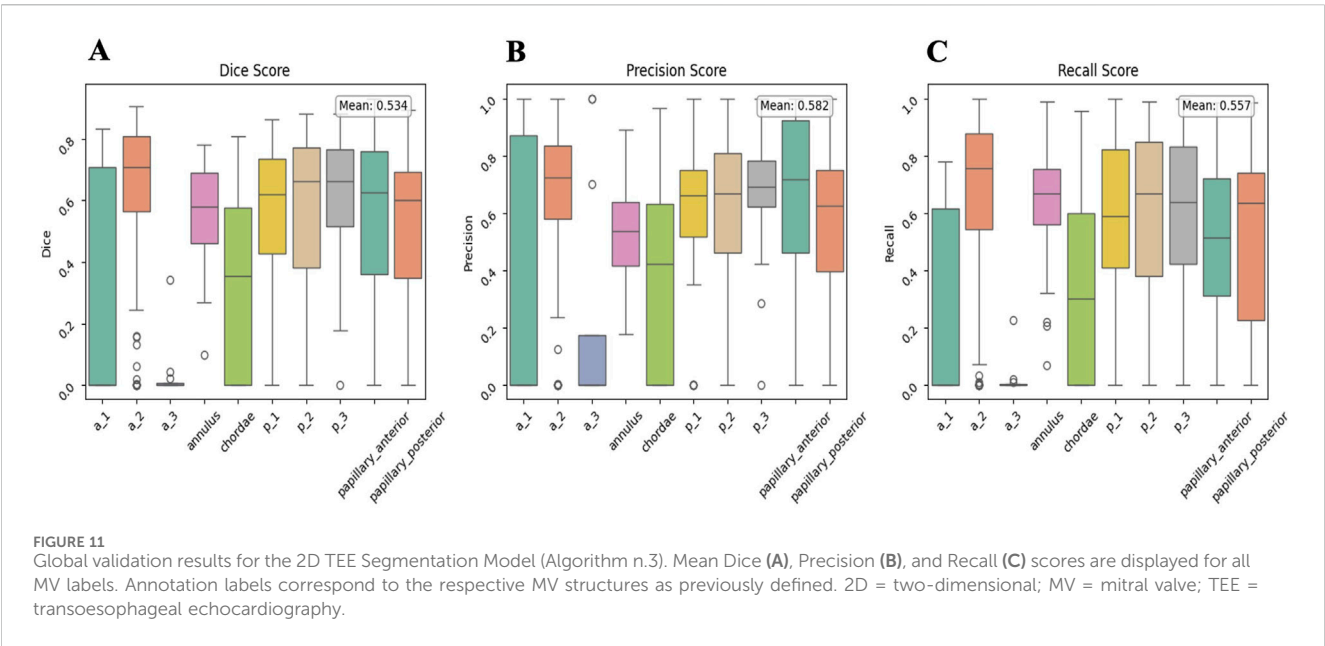 A
B
C
Dice Score
Precision Score
Recall Score
Mean: 0.534
Mean: 0.582
Mean: 0.557
Dice
0.8
0.6
0.4
0.2
0.0
Precision
1.0
0.8
0.6
0.4
0.2
0.0
Recall
1.0
0.8
0.6
0.4
0.2
0.0
a_1
a_2
a_3
annulus
chordae
p_1
p_2
p_3
papillary_anterior
papillary_posterior
a_1
a_2
a_3
annulus
chordae
p_1
p_2
p_3
papillary_anterior
papillary_posterior
a_1
a_2
a_3
annulus
chordae
p_1
p_2
p_3
papillary_anterior
papillary_posterior
FIGURE 11
Global validation results for the 2D TEE Segmentation Model (Algorithm n.3). Mean Dice (A), Precision (B), and Recall (C) scores are displayed for all
MV labels. Annotation labels correspond to the respective MV structures as previously defined. 2D = two-dimensional; MV = mitral valve; TEE =
transoesophageal echocardiography.